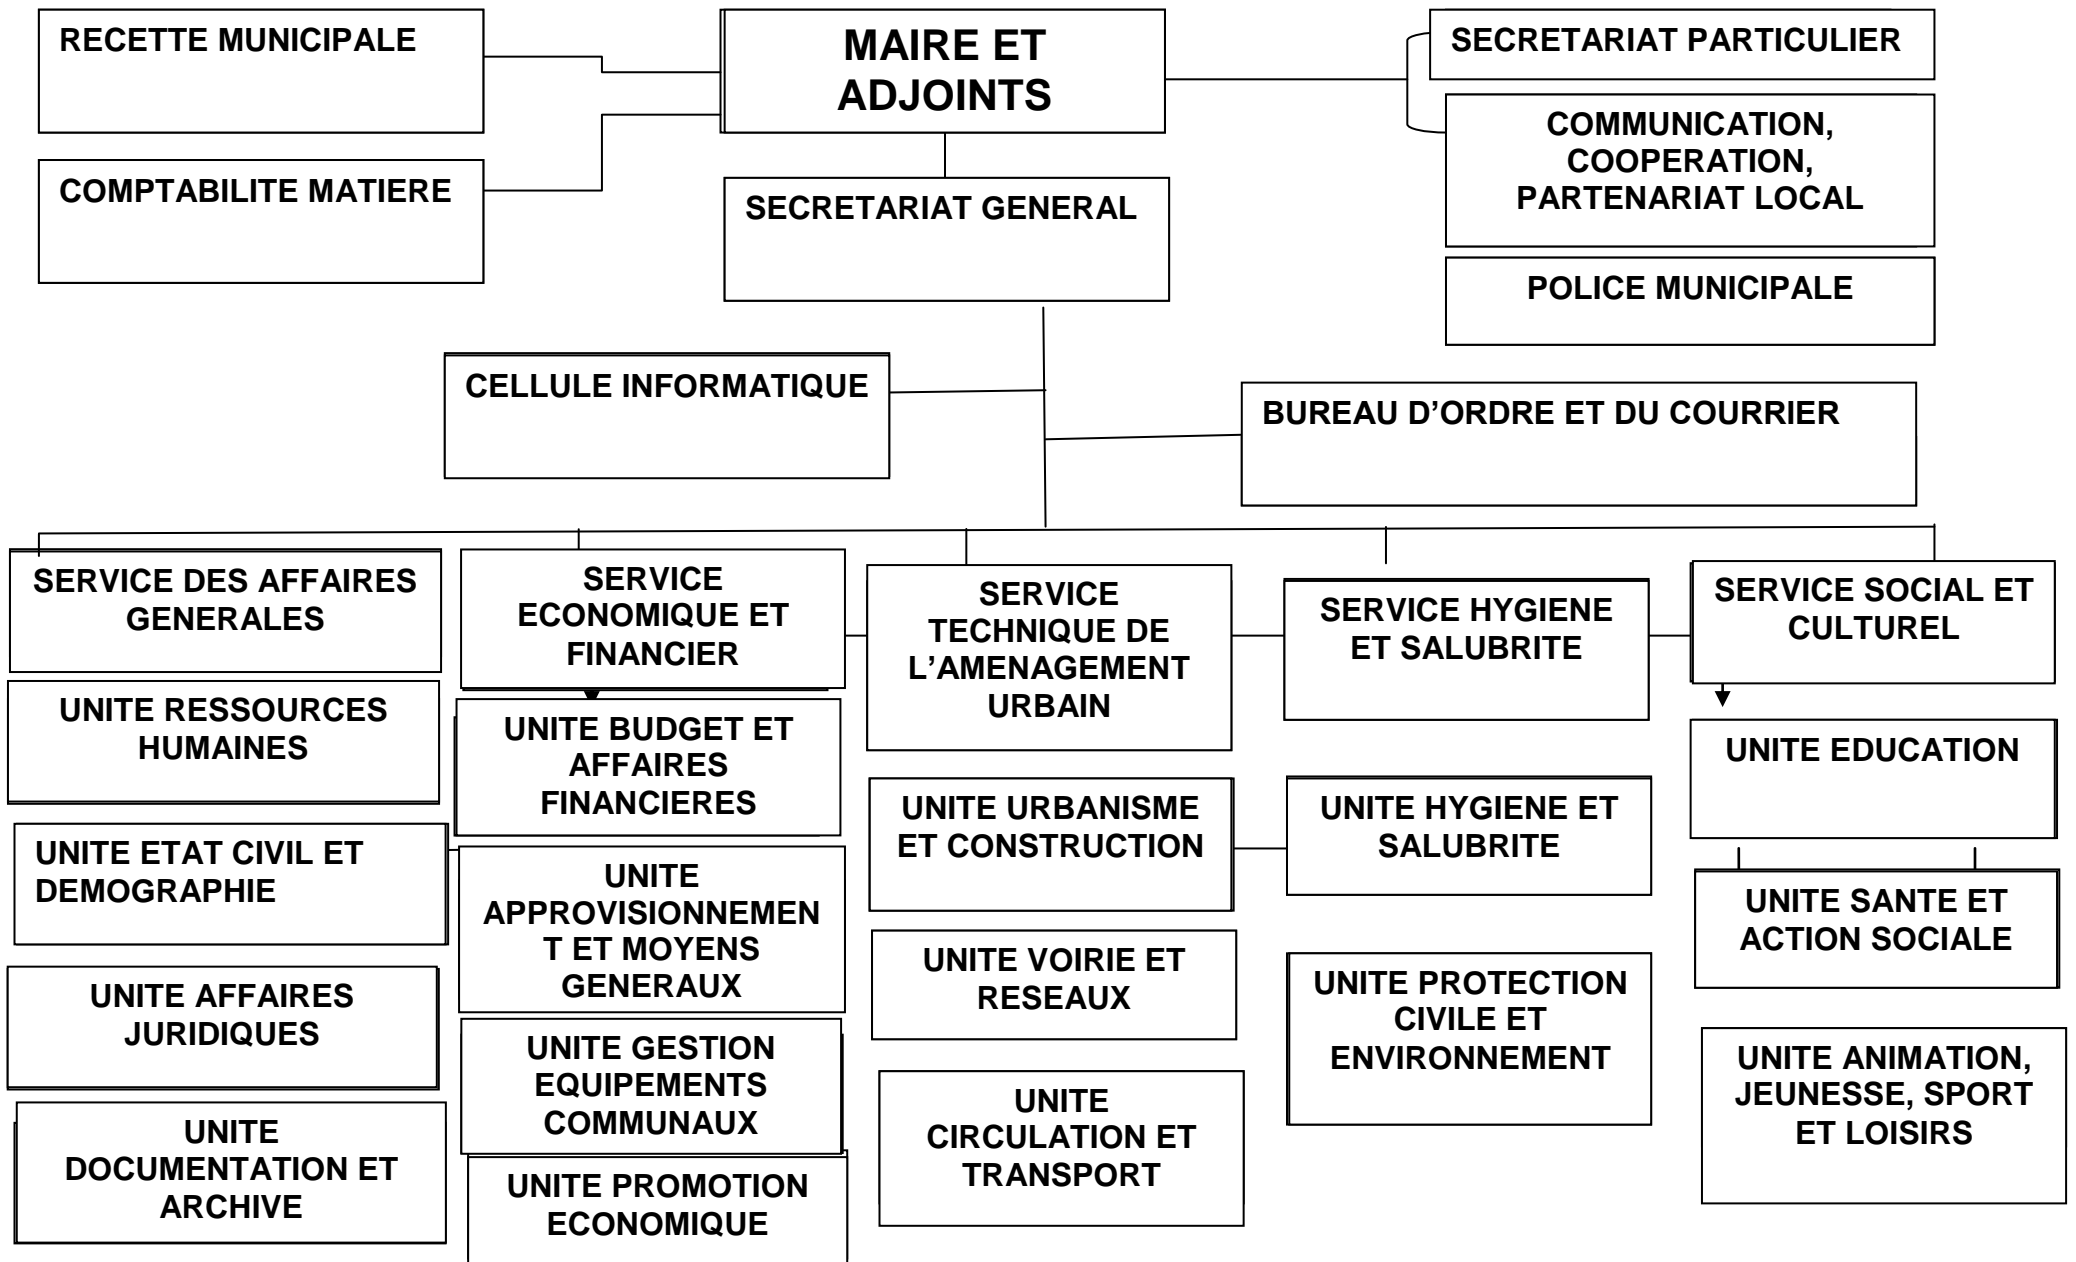 RECETTE MUNICIPALE
MAIRE ET
ADJOINTS
SECRETARIAT PARTICULIER
COMMUNICATION,
COOPERATION,
PARTENARIAT LOCAL
COMPTABILITE MATIERE
SECRETARIAT GENERAL
POLICE MUNICIPALE
CELLULE INFORMATIQUE
BUREAU D’ORDRE ET DU COURRIER
SERVICE DES AFFAIRES
GENERALES
UNITE RESSOURCES
HUMAINES
UNITE ETAT CIVIL ET
DEMOGRAPHIE
UNITE AFFAIRES
JURIDIQUES
UNITE
DOCUMENTATION ET
ARCHIVE
SERVICE
ECONOMIQUE ET
FINANCIER
UNITE BUDGET ET
AFFAIRES
FINANCIERES
UNITE
APPROVISIONNEMEN
T ET MOYENS
GENERAUX
UNITE GESTION
EQUIPEMENTS
COMMUNAUX
UNITE PROMOTION
ECONOMIQUE
SERVICE
TECHNIQUE DE
L’AMENAGEMENT
URBAIN
UNITE URBANISME
ET CONSTRUCTION
UNITE VOIRIE ET
RESEAUX
UNITE
CIRCULATION ET
TRANSPORT
SERVICE HYGIENE
ET SALUBRITE
UNITE HYGIENE ET
SALUBRITE
UNITE PROTECTION
CIVILE ET
ENVIRONNEMENT
SERVICE SOCIAL ET
CULTUREL
UNITE EDUCATION
UNITE SANTE ET
ACTION SOCIALE
UNITE ANIMATION,
JEUNESSE, SPORT
ET LOISIRS